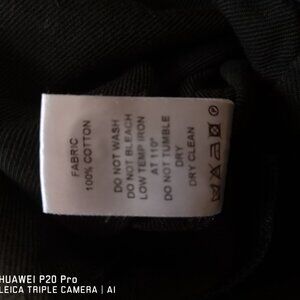 FABRIC
100% COTTON
DO NOT WASH
DO NOT BLEACH
LOW TEMP IRON
AT 110°
DO NOT TUMBLE
DRY
DRY CLEAN
HUAWEI P20 Pro
LEICA TRIPLE CAMERA | AI